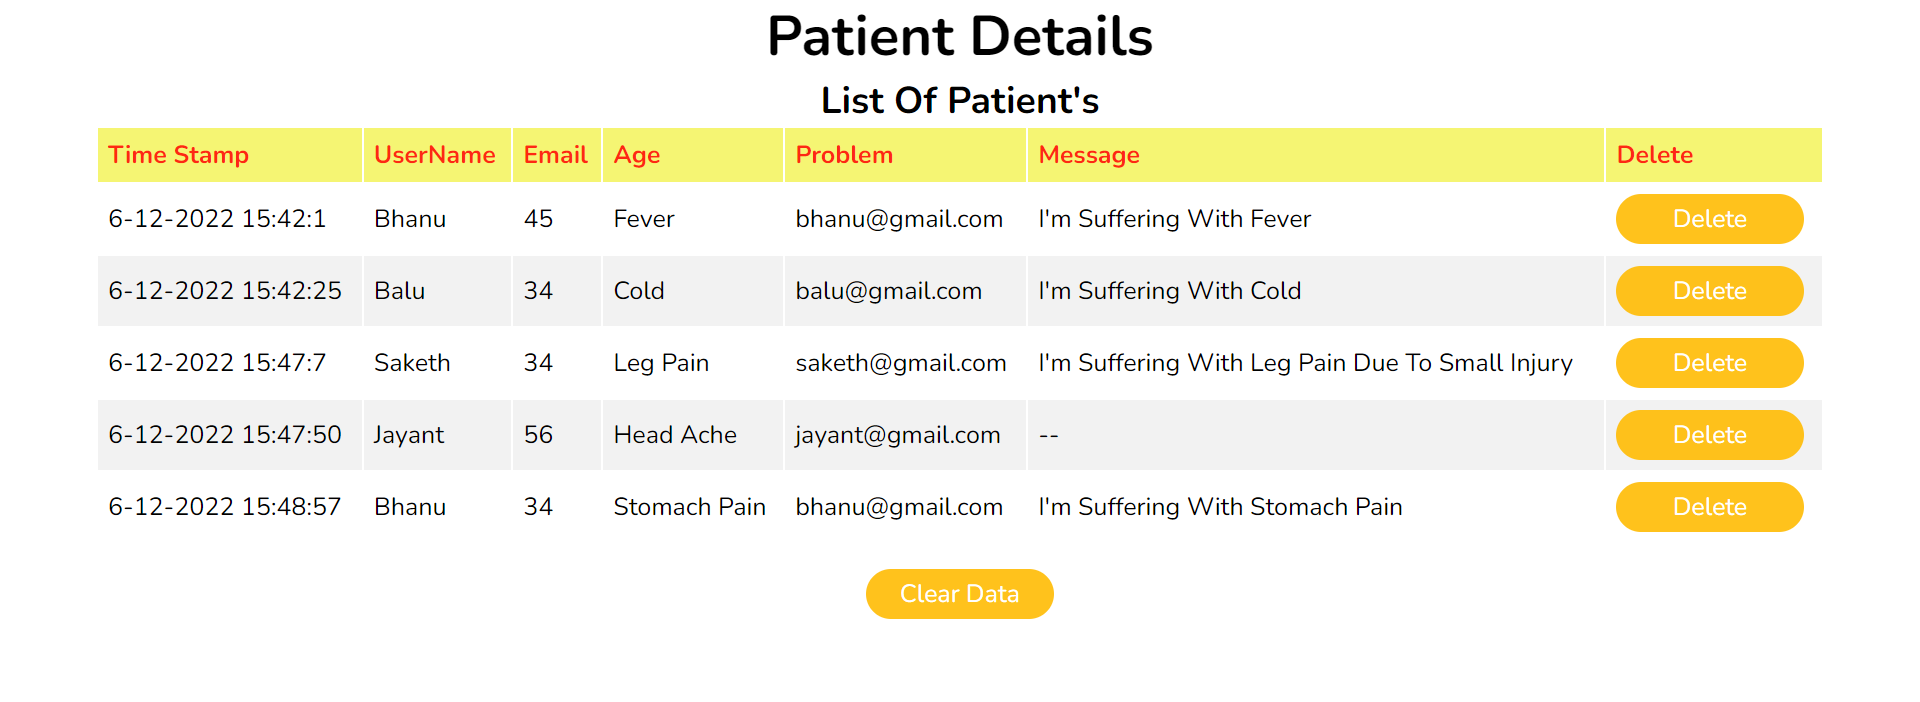 Patient Details
List Of Patient's
Time Stamp UserName Email Age Problem Message Delete
6-12-2022 15:42:1 Bhanu 45 Fever bhanu@gmail.com I'm Suffering With Fever Delete
6-12-2022 15:42:25 Balu 34 Cold balu@gmail.com I'm Suffering With Cold Delete
6-12-2022 15:47:7 Saketh 34 Leg Pain saketh@gmail.com I'm Suffering With Leg Pain Due To Small Injury Delete
6-12-2022 15:47:50 Jayant 56 Head Ache jayant@gmail.com -- Delete
6-12-2022 15:48:57 Bhanu 34 Stomach Pain bhanu@gmail.com I'm Suffering With Stomach Pain Delete
Clear Data